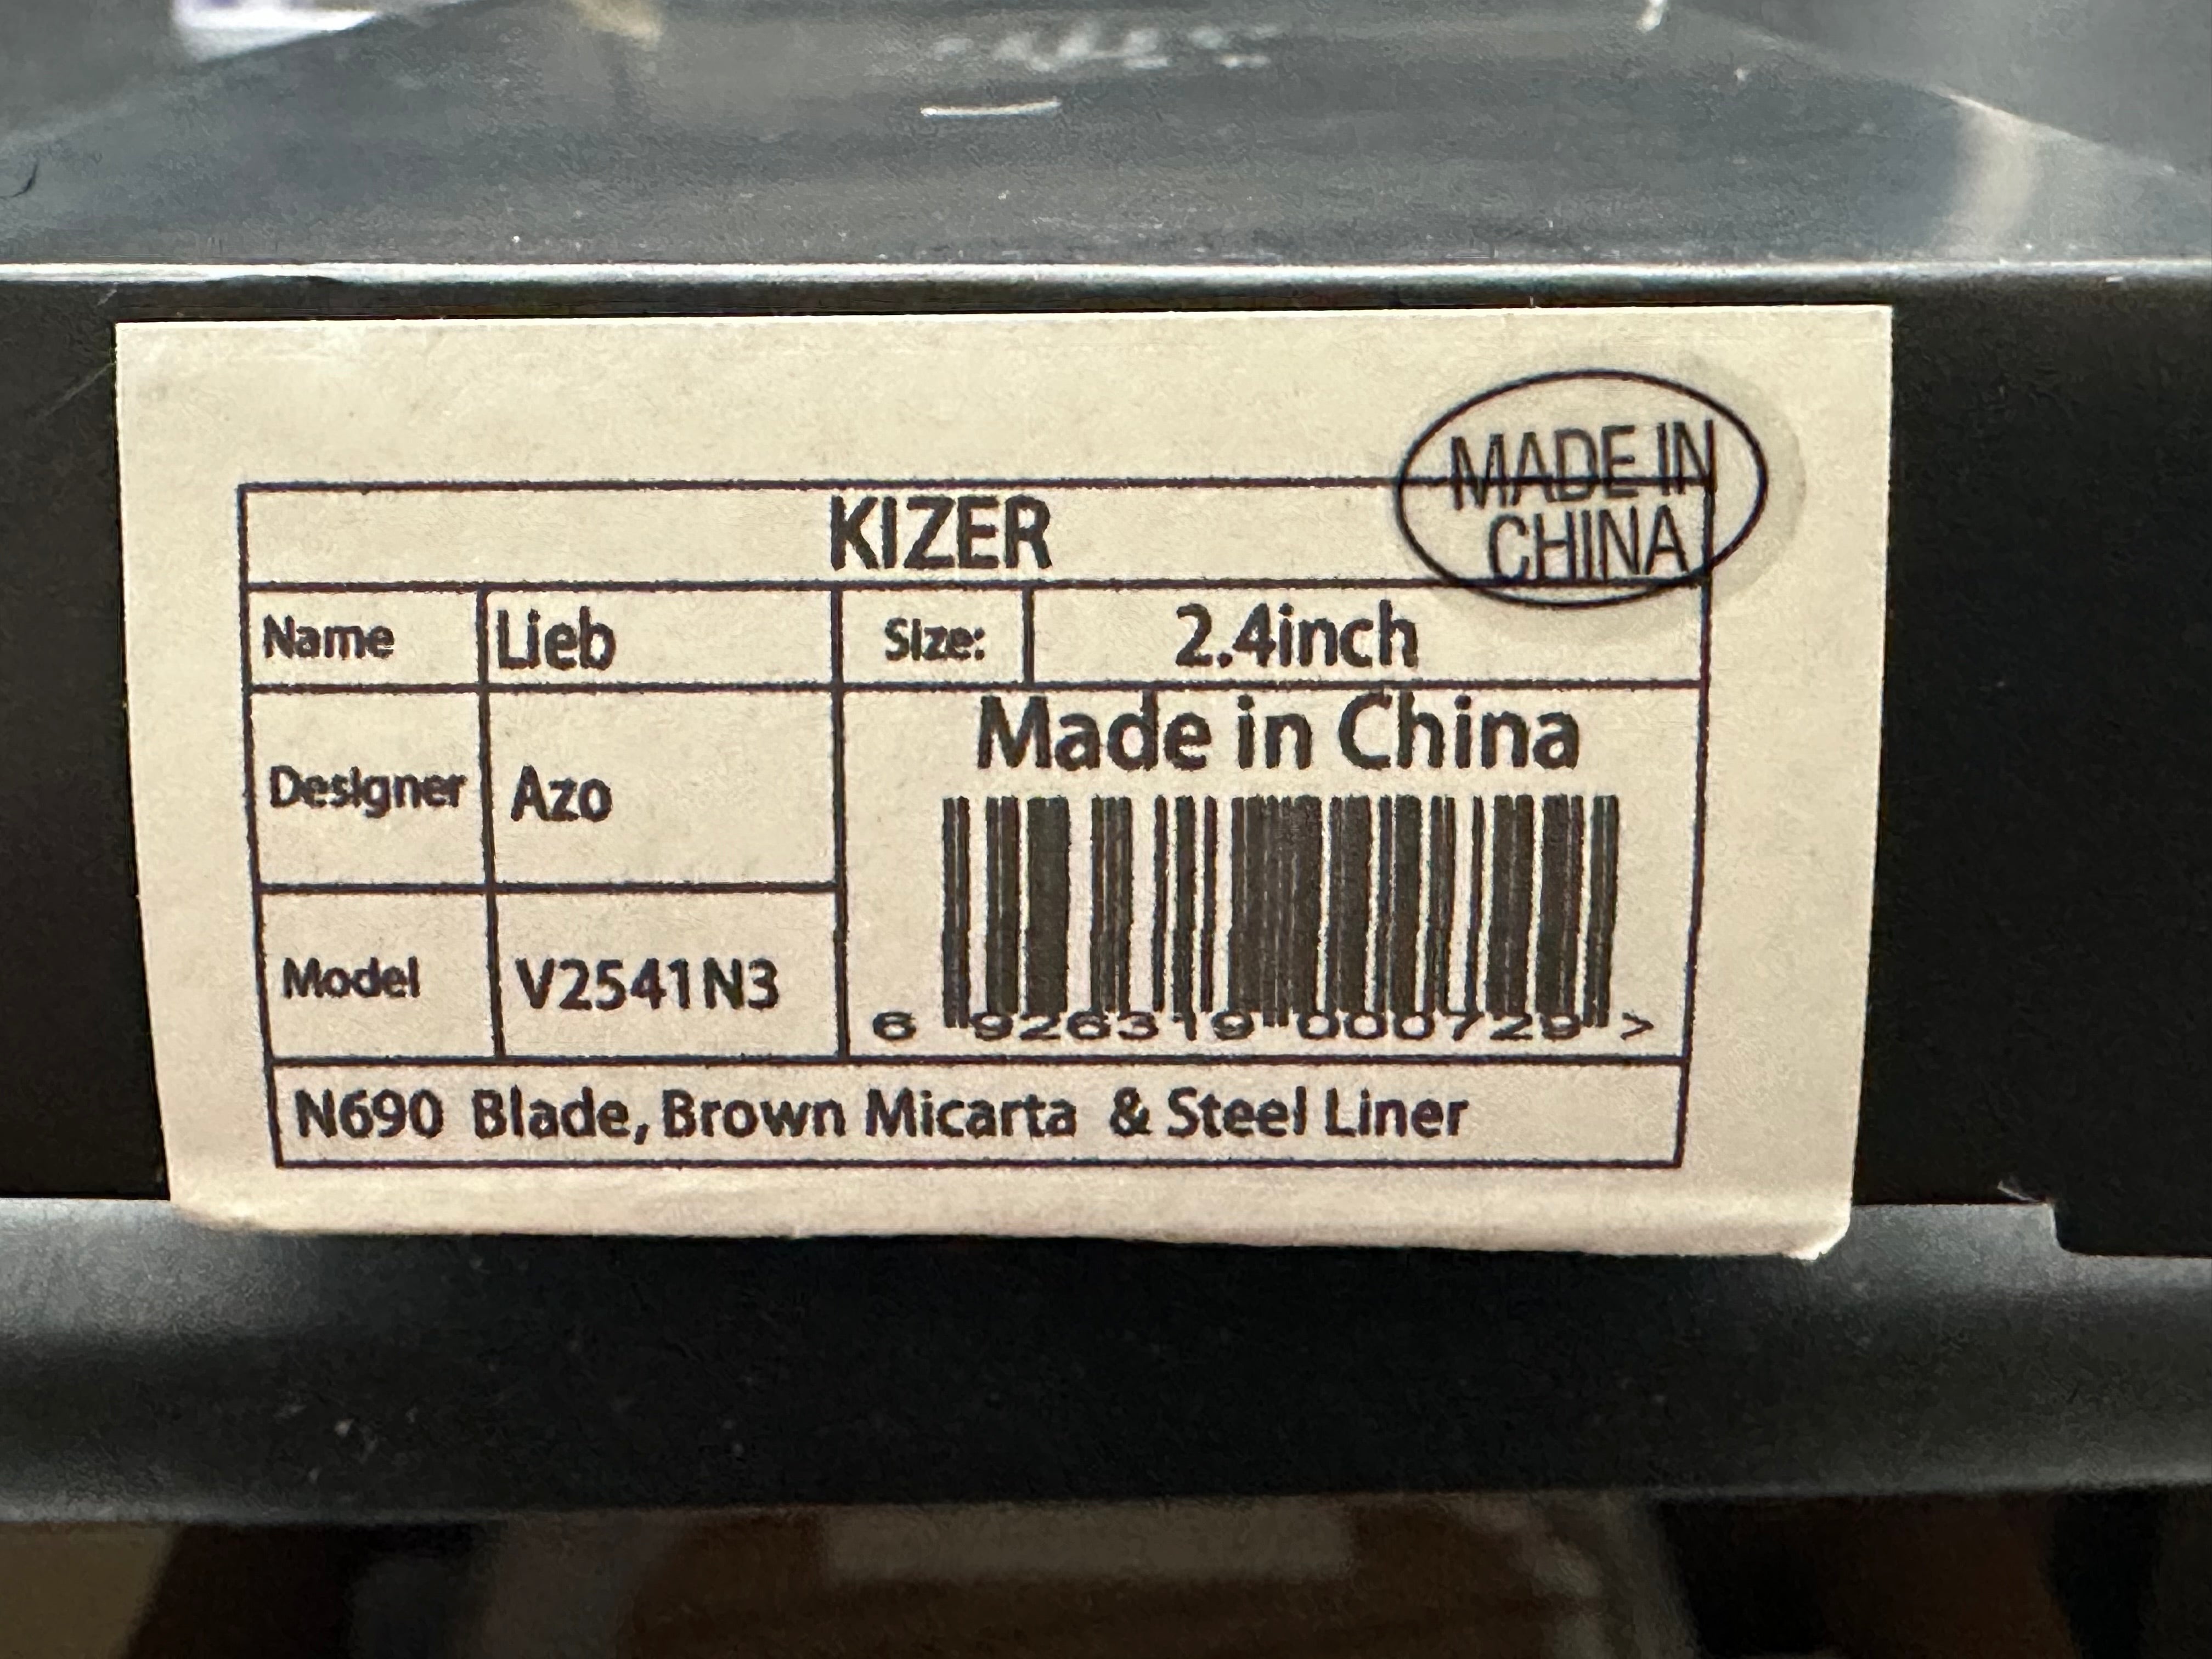 MADE IN
CHINA
KIZER
Name Lieb Size: 2.4inch
Made in China
Designer Azo
Model V2541N3
6 926319 000729 >
N690 Blade, Brown Micarta & Steel Liner